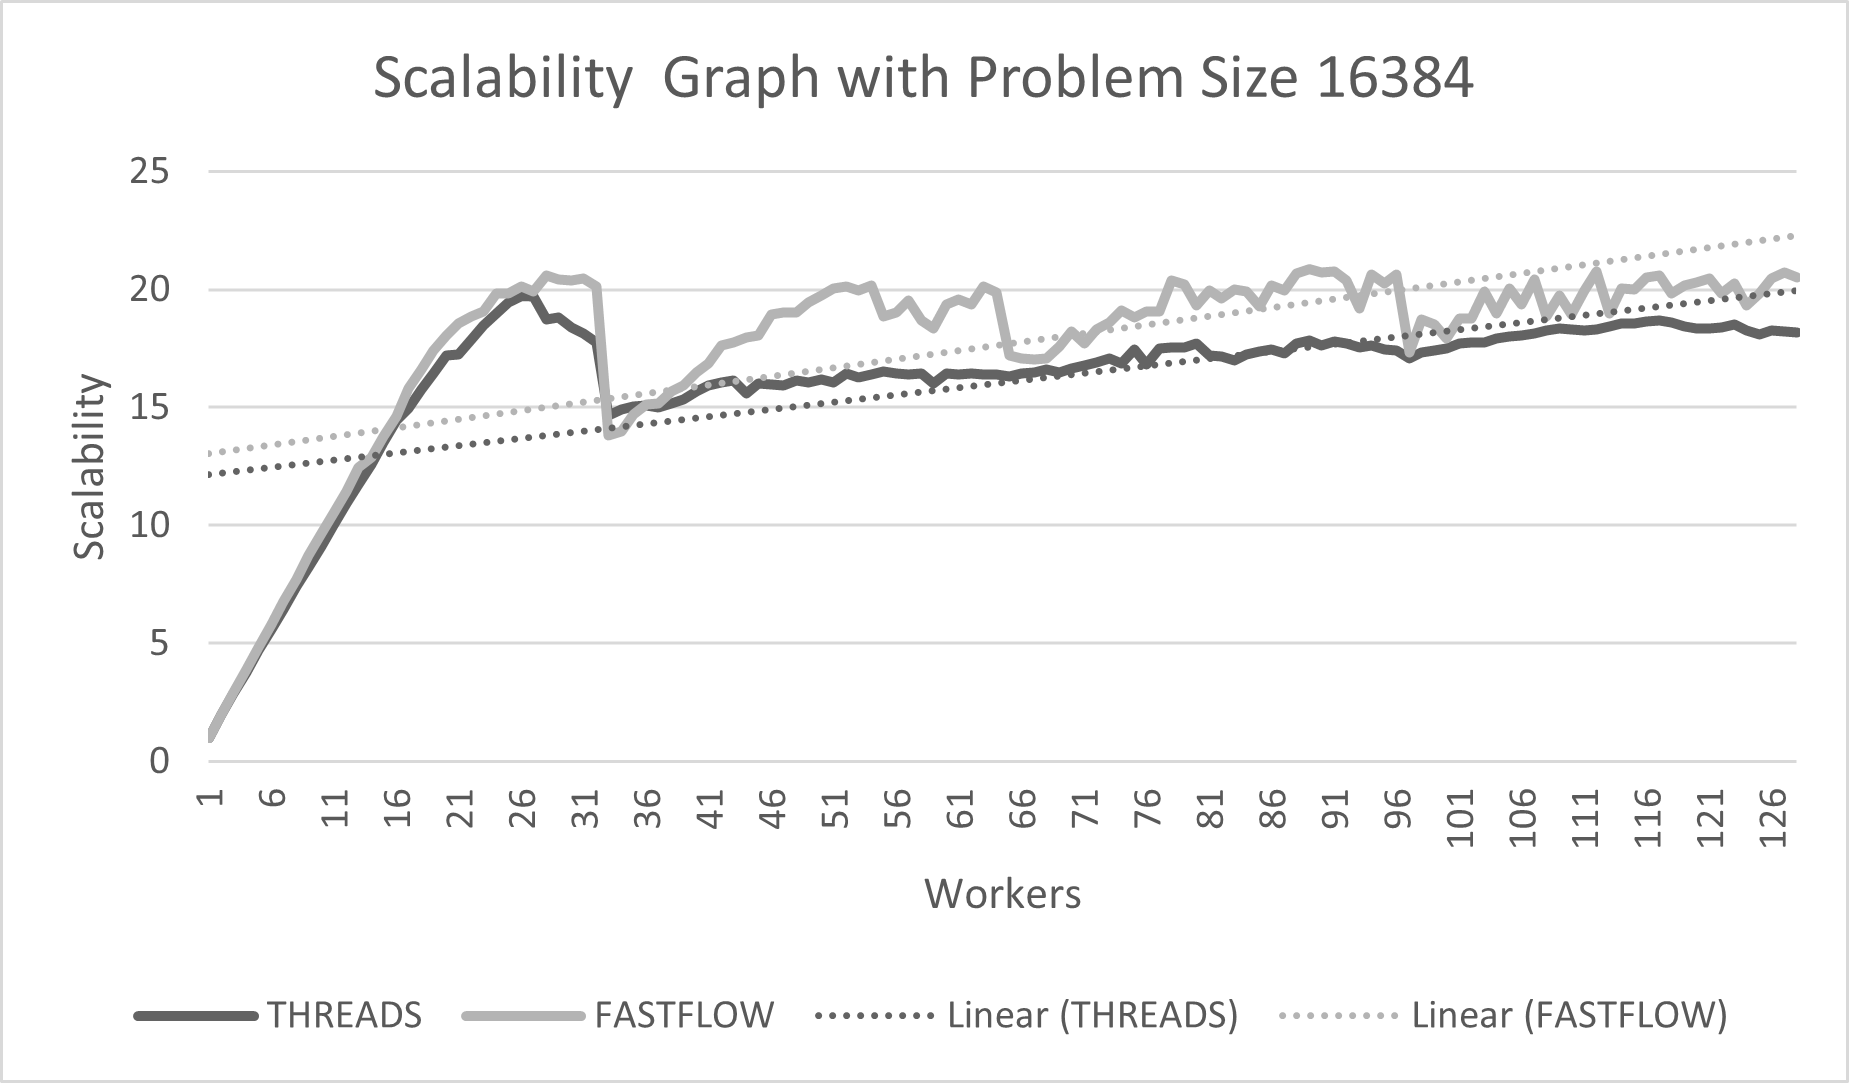 Scalability  Graph with Problem Size 16384
25
20
15
10
5
0
Scalability
1 6 11 16 21 26 31 36 41 46 51 56 61 66 71 76 81 86 91 96 101 106 111 116 121 126
Workers
THREADS FASTFLOW Linear (THREADS) Linear (FASTFLOW)